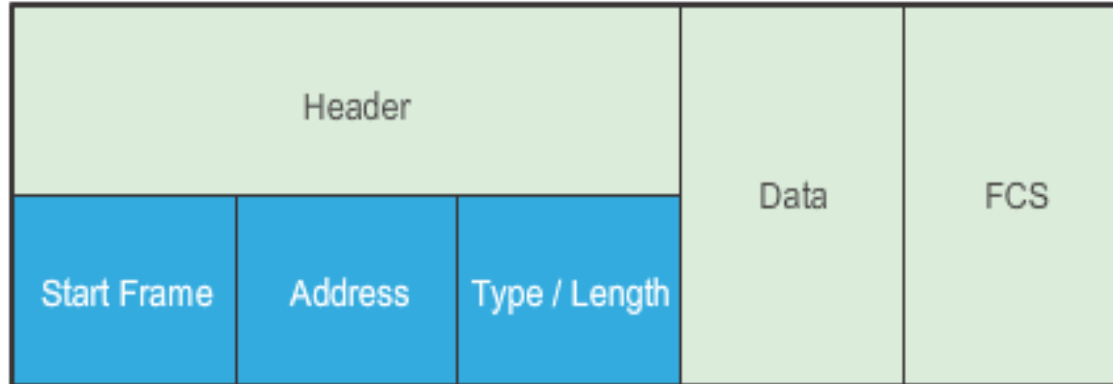 Header
Data
FCS
Start Frame
Address
Type / Length